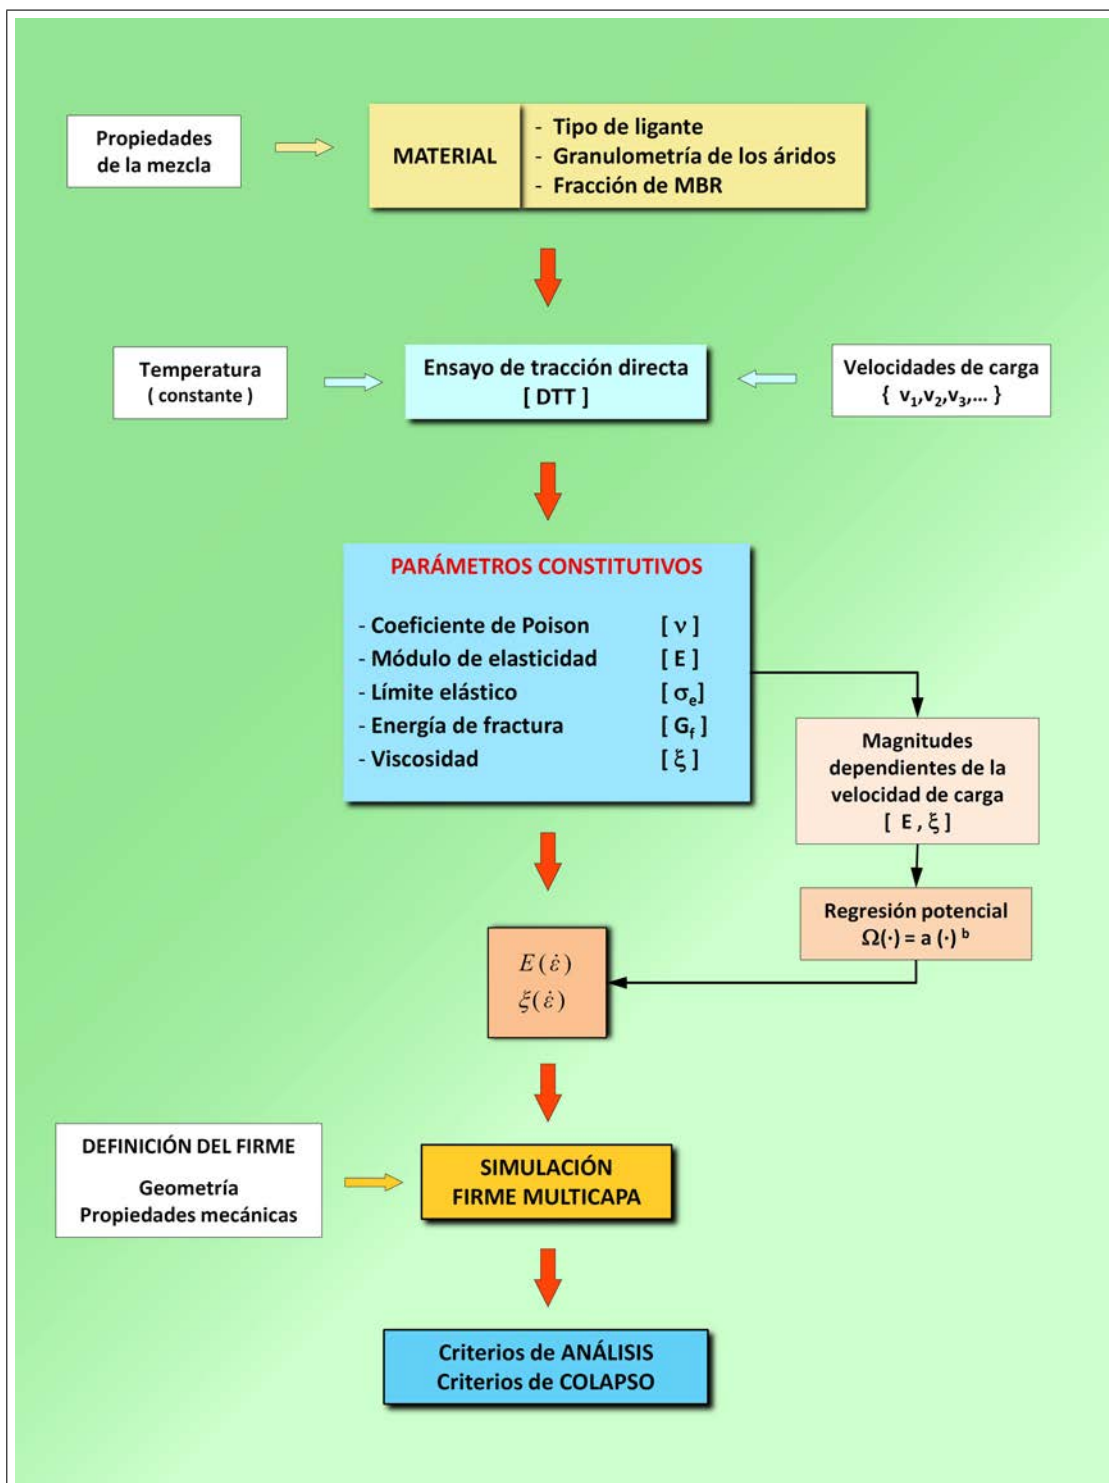 Propiedades
de la mezcla
MATERIAL
- Tipo de ligante
- Granulometría de los áridos
- Fracción de MBR
Temperatura
( constante )
Ensayo de tracción directa
[ DTT ]
Velocidades de carga
{ v₁,v₂,v₃,... }
PARÁMETROS CONSTITUTIVOS
- Coeficiente de Poison [ ν ]
- Módulo de elasticidad [ E ]
- Límite elástico [ σₑ]
- Energía de fractura [ G_f ]
- Viscosidad [ ξ ]
Magnitudes
dependientes de la
velocidad de carga
[ E , ξ ]
Regresión potencial
Ω(·) = a (·) ᵇ
E(ε̇)
ξ(ε̇)
DEFINICIÓN DEL FIRME
Geometría
Propiedades mecánicas
SIMULACIÓN
FIRME MULTICAPA
Criterios de ANÁLISIS
Criterios de COLAPSO